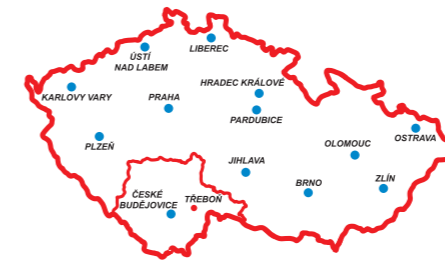 LIBEREC
ÚSTÍ
NAD LABEM
HRADEC KRÁLOVÉ
KARLOVY VARY
PRAHA
PARDUBICE
OSTRAVA
PLZEŇ
OLOMOUC
JIHLAVA
ZLÍN
BRNO
ČESKÉ
BUDĚJOVICE
TŘEBOŇ